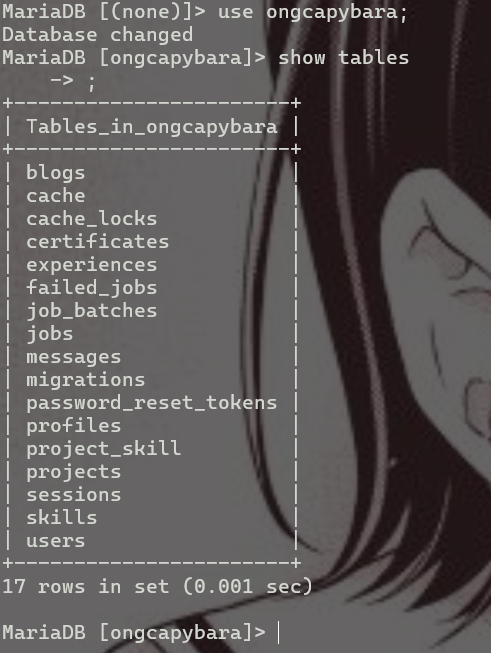 MariaDB [(none)]> use ongcapybara;
Database changed
MariaDB [ongcapybara]> show tables
    -> ;
+-----------------------+
| Tables_in_ongcapybara |
+-----------------------+
| blogs                 |
| cache                 |
| cache_locks           |
| certificates          |
| experiences           |
| failed_jobs           |
| job_batches           |
| jobs                  |
| messages              |
| migrations            |
| password_reset_tokens |
| profiles              |
| project_skill         |
| projects              |
| sessions              |
| skills                |
| users                 |
+-----------------------+
17 rows in set (0.001 sec)
MariaDB [ongcapybara]>